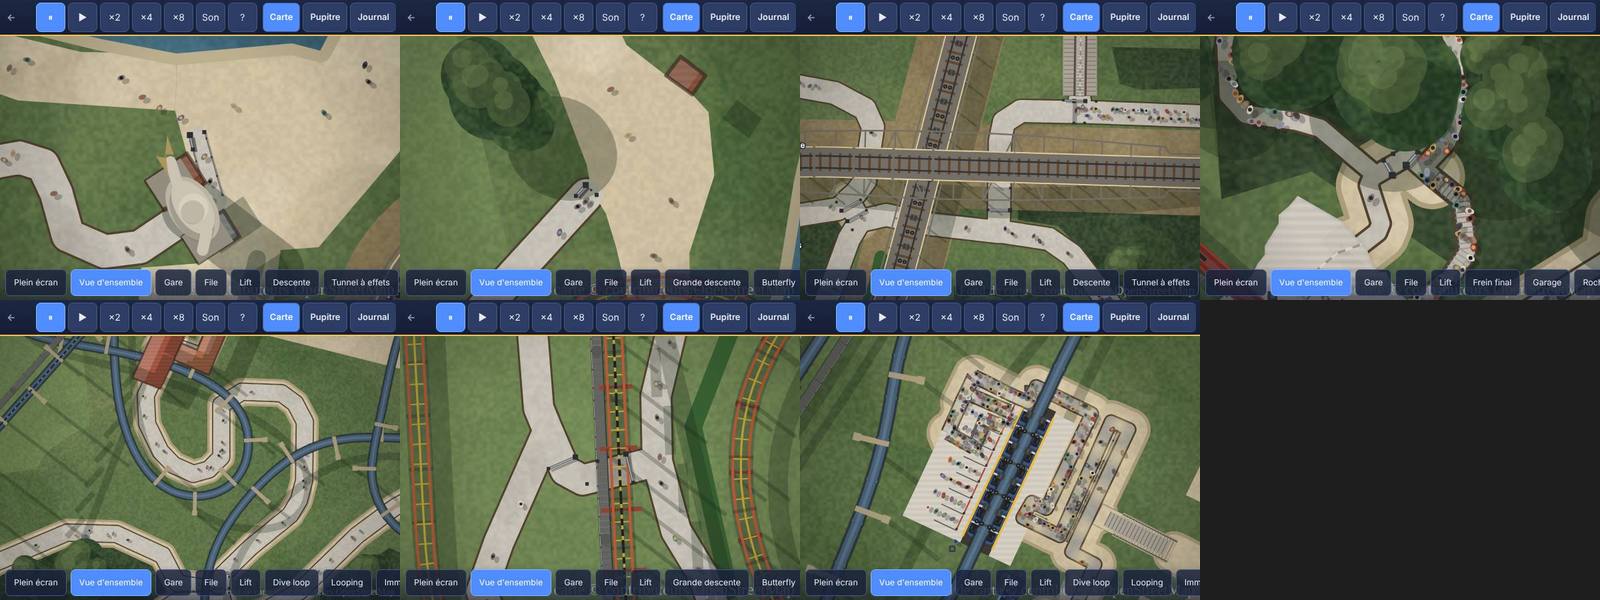 ← ⏸ ▶ ×2 ×4 ×8 Son ? Carte Pupitre Journal
← ⏸ ▶ ×2 ×4 ×8 Son ? Carte Pupitre Journal
← ⏸ ▶ ×2 ×4 ×8 Son ? Carte Pupitre Journal
← ⏸ ▶ ×2 ×4 ×8 Son ? Carte Pupitre Journal
Plein écran Vue d'ensemble Gare File Lift Descente Tunnel à effets
Plein écran Vue d'ensemble Gare File Lift Grande descente Butterfly
Plein écran Vue d'ensemble Gare File Lift Descente Tunnel à effets
Plein écran Vue d'ensemble Gare File Lift Frein final Garage
← ⏸ ▶ ×2 ×4 ×8 Son ? Carte Pupitre Journal
← ⏸ ▶ ×2 ×4 ×8 Son ? Carte Pupitre Journal
← ⏸ ▶ ×2 ×4 ×8 Son ? Carte Pupitre Journal
Plein écran Vue d'ensemble Gare File Lift Dive loop Looping
Plein écran Vue d'ensemble Gare File Lift Grande descente Butterfly
Plein écran Vue d'ensemble Gare File Lift Dive loop Looping